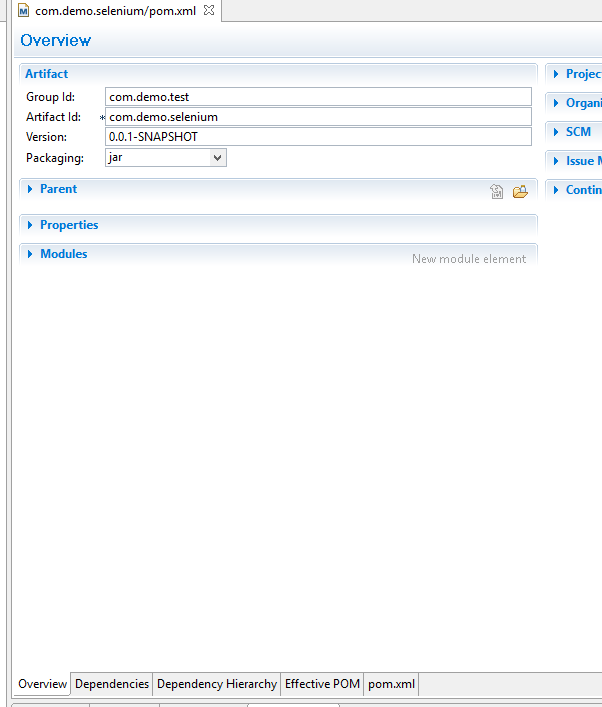 com.demo.selenium/pom.xml
Overview
Artifact
Group Id: com.demo.test
Artifact Id: com.demo.selenium
Version: 0.0.1-SNAPSHOT
Packaging: jar
Parent
Properties
Modules
New module element
Projec
Organi
SCM
Issue M
Contin
Overview Dependencies Dependency Hierarchy Effective POM pom.xml